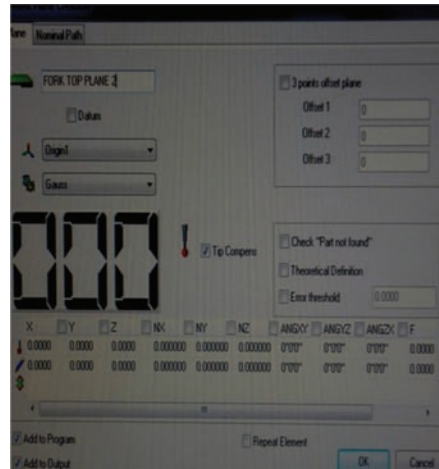 Nominal Path
FORK TOP PLANE 2
3 points offset plane
Datum
Offset 1 0
Offset 2 0
Offset 3 0
Origin1
Gauss
000
Tip Compens
Check "Part not found"
Theoretical Definition
Error threshold 0.0000
X Y Z NX NY NZ ANGXY ANGYZ ANGZX F
0.0000 0.0000 0.0000 0.000000 0.000000 0.000000 0°0'0" 0°0'0" 0°0'0" 0.0000
0.0000 0.0000 0.0000 0.000000 0.000000 0.000000 0°0'0" 0°0'0" 0°0'0" 0.0000
Add to Program
Repeat Element
Add to Output
OK
Cancel